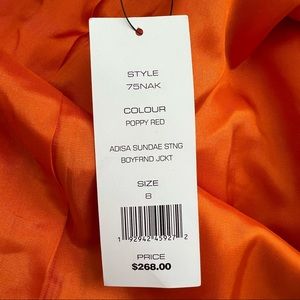 STYLE
75NAK
COLOUR
POPPY RED
ADISA SUNDAE STNG
BOYFRND JCKT
SIZE
8
1 92942 45927 2
PRICE
$268.00